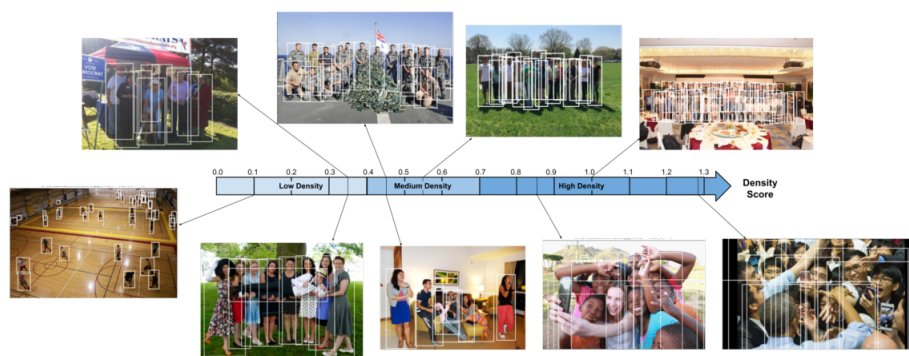 VOTE
0.0 0.1 0.2 0.3 0.4 0.5 0.6 0.7 0.8 0.9 1.0 1.1 1.2 1.3
Low Density Medium Density High Density
Density
Score